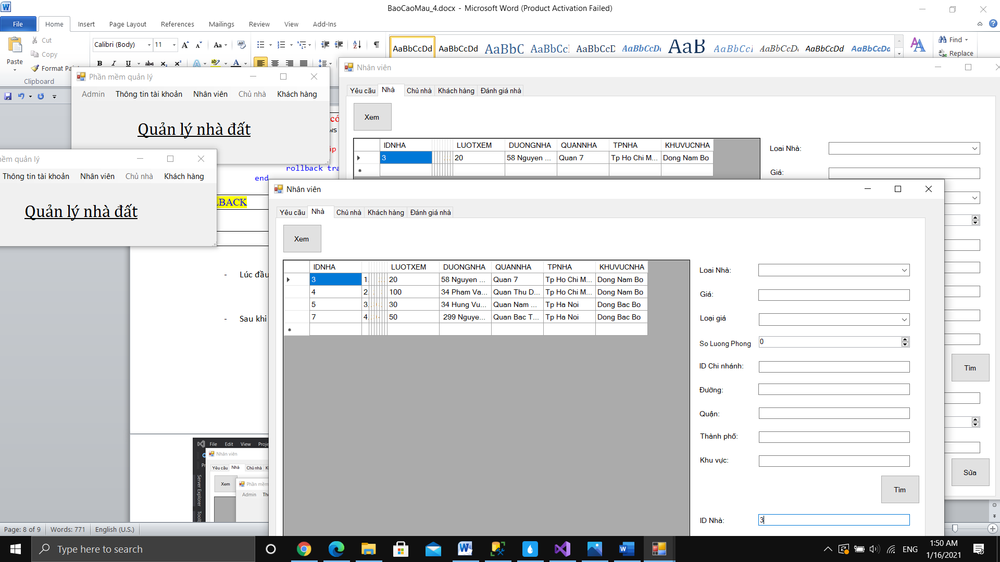 BaoCaoMau_4.docx - Microsoft Word (Product Activation Failed)
File Home Insert Page Layout References Mailings Review View Add-Ins
Paste
Cut
Copy
Format
Clipboard
Calibri (Body) 11
AaBbCcDd AaBbCcDd AaBbC AaBbCc AaBbCcD AaBbCcD AaB AaBbCcI AaBbCcD AaBbCcDd AaBbCcDd
Find
Replace
Phần mềm quản lý
Admin Thông tin tài khoản Nhân viên Chủ nhà Khách hàng
Quản lý nhà đất
mềm quản lý
Thông tin tài khoản Nhân viên Chủ nhà Khách hàng
Quản lý nhà đất
có
rollback tra
end
LBACK
- Lúc đầu
- Sau khi
Nhân viên
Yêu cầu Nhà Chủ nhà Khách hàng Đánh giá nhà
Xem
IDNHA LUOTXEM DUONGNHA QUANNHA TPNHA KHUVUCNHA
3 20 58 Nguyen ... Quan 7 Tp Ho Chi M... Dong Nam Bo
Loai Nhà:
Giá:
Tìm
Sửa
Nhân viên
Yêu cầu Nhà Chủ nhà Khách hàng Đánh giá nhà
Xem
IDNHA LUOTXEM DUONGNHA QUANNHA TPNHA KHUVUCNHA
3 1. 20 58 Nguyen ... Quan 7 Tp Ho Chi M... Dong Nam Bo
4 2. 100 34 Pham Va... Quan Thu D... Tp Ho Chi M... Dong Nam Bo
5 3. 30 34 Hung Vu... Quan Nam ... Tp Ha Noi Dong Bac Bo
7 4. 50 299 Nguye... Quan Bac T... Tp Ha Noi Dong Bac Bo
Loai Nhà:
Giá:
Loại giá
So Luong Phong 0
ID Chi nhánh:
Đường:
Quận:
Thành phố:
Khu vực:
Tìm
ID Nhà: 3
File Edit View Proje
Nhân viên
Yêu cầu Nhà Chủ nhà K
Xem
Phần mềm
Admin
Server Explorer
Page: 8 of 9 Words: 771 English (U.S.)
Type here to search
ENG
1:50 AM
1/16/2021